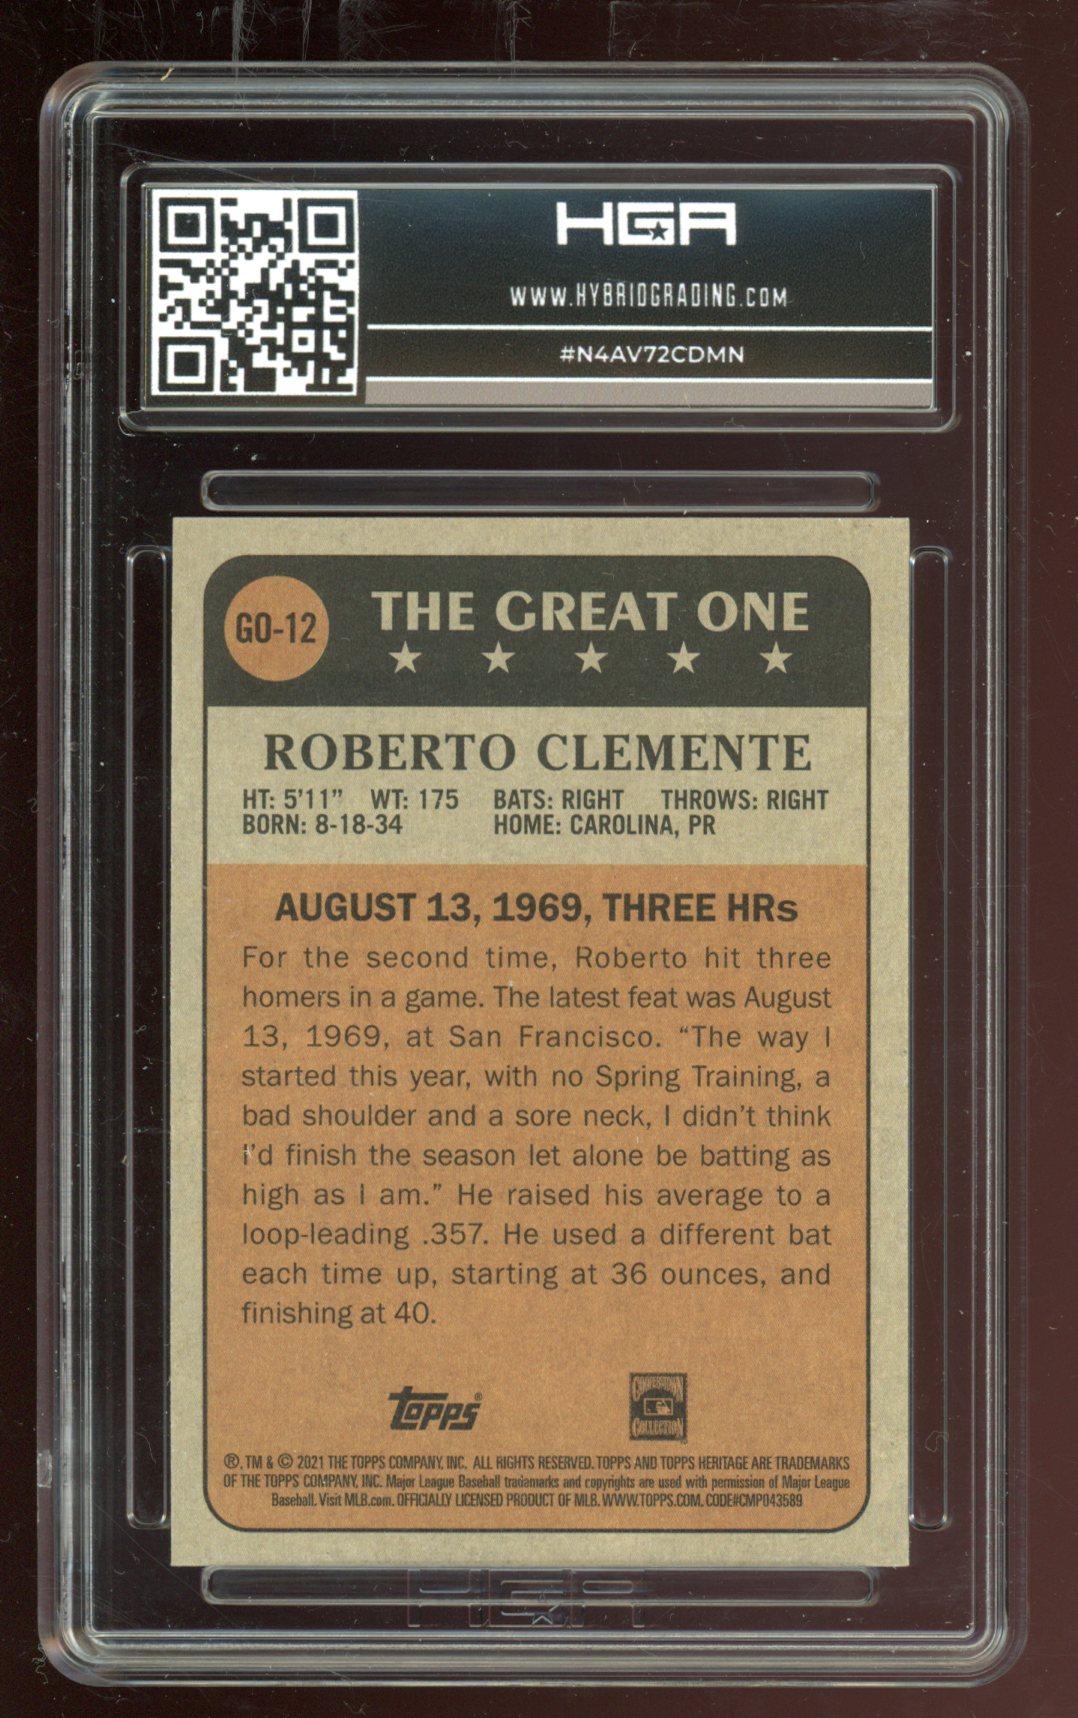 HGA
WWW.HYBRIDGRADING.COM
#N4AV72CDMN
GO-12
THE GREAT ONE
ROBERTO CLEMENTE
HT: 5'11” WT: 175 BATS: RIGHT THROWS: RIGHT
BORN: 8-18-34 HOME: CAROLINA, PR
AUGUST 13, 1969, THREE HRs
For the second time, Roberto hit three
homers in a game. The latest feat was August
13, 1969, at San Francisco. “The way I
started this year, with no Spring Training, a
bad shoulder and a sore neck, I didn't think
I'd finish the season let alone be batting as
high as I am.” He raised his average to a
loop-leading .357. He used a different bat
each time up, starting at 36 ounces, and
finishing at 40.
Topps®
COOPERSTOWN
COLLECTION
®, TM & © 2021 THE TOPPS COMPANY, INC. ALL RIGHTS RESERVED. TOPPS AND TOPPS HERITAGE ARE TRADEMARKS
OF THE TOPPS COMPANY, INC. Major League Baseball trademarks and copyrights are used with permission of Major League
Baseball. Visit MLB.com. OFFICIALLY LICENSED PRODUCT OF MLB. WWW.TOPPS.COM. CODE#CMP043589
HGA